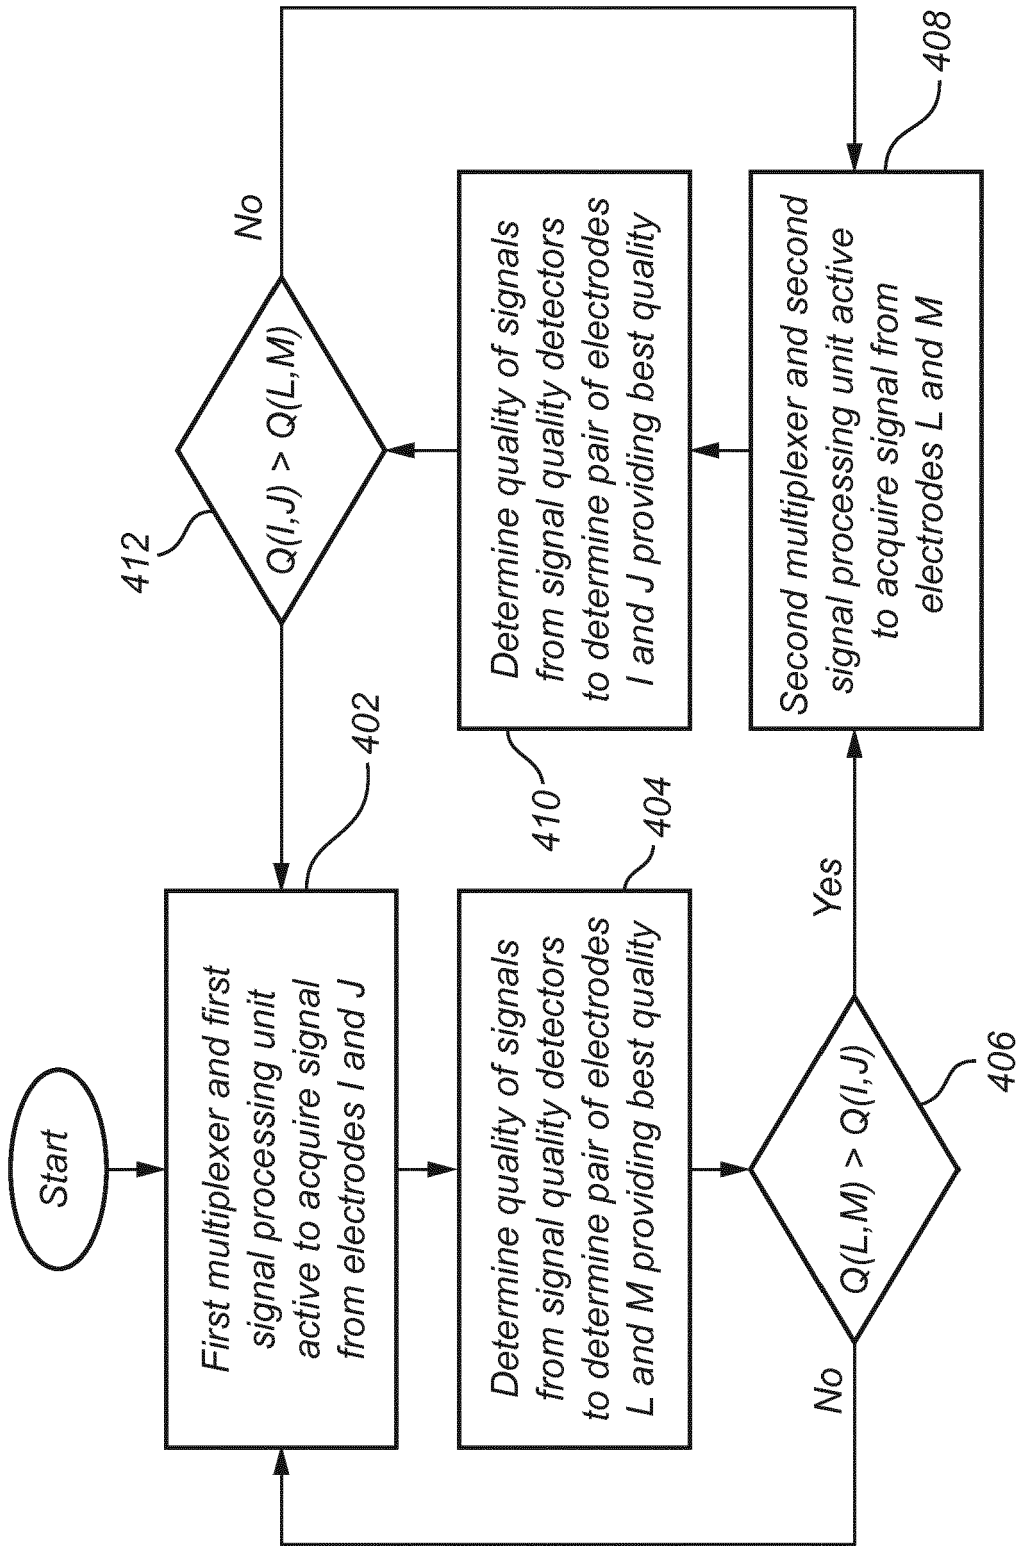 Start
First multiplexer and first
signal processing unit
active to acquire signal
from electrodes I and J
402
Determine quality of signals
from signal quality detectors
to determine pair of electrodes
L and M providing best quality
404
Q(L,M) > Q(I,J)
406
No
Yes
Second multiplexer and second
signal processing unit active
to acquire signal from
electrodes L and M
408
Determine quality of signals
from signal quality detectors
to determine pair of electrodes
I and J providing best quality
410
Q(I,J) > Q(L,M)
412
No